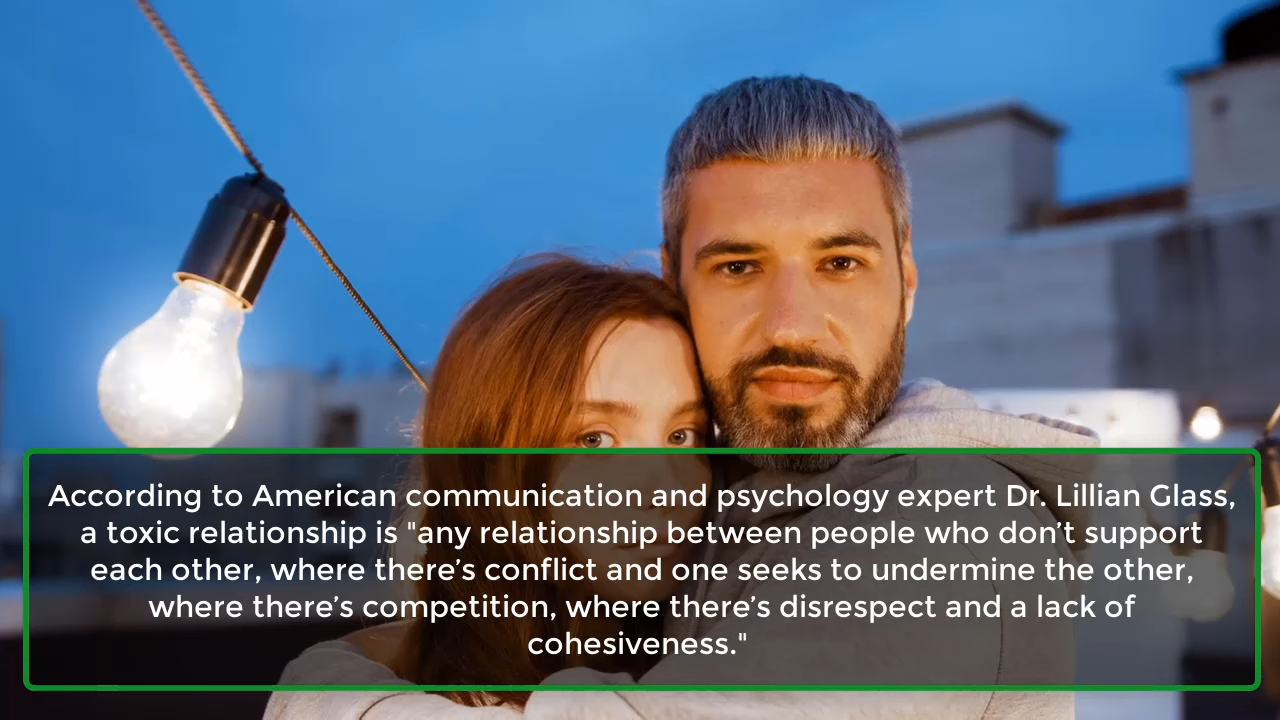 According to American communication and psychology expert Dr. Lillian Glass,
a toxic relationship is "any relationship between people who don’t support
each other, where there’s conflict and one seeks to undermine the other,
where there’s competition, where there’s disrespect and a lack of
cohesiveness."